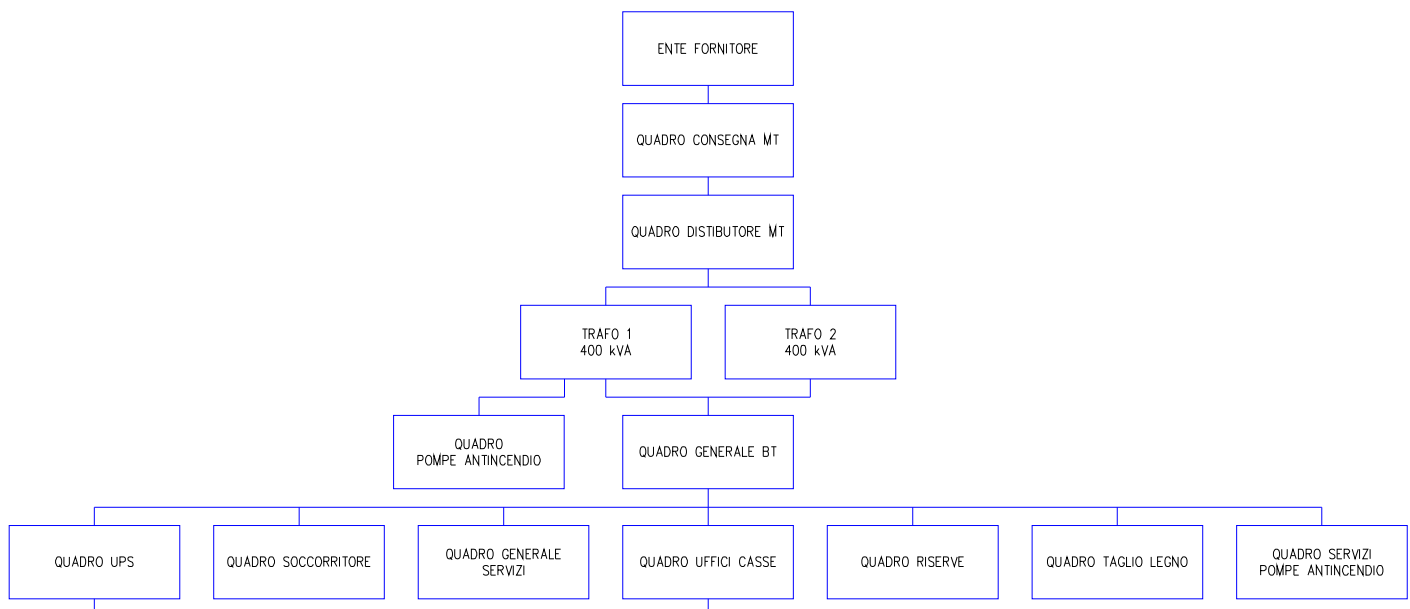 ENTE FORNITORE
QUADRO CONSEGNA MT
QUADRO DISTIBUTORE MT
TRAFO 1
400 kVA
TRAFO 2
400 kVA
QUADRO
POMPE ANTINCENDIO
QUADRO GENERALE BT
QUADRO UPS
QUADRO SOCCORRITORE
QUADRO GENERALE
SERVIZI
QUADRO UFFICI CASSE
QUADRO RISERVE
QUADRO TAGLIO LEGNO
QUADRO SERVIZI
POMPE ANTINCENDIO